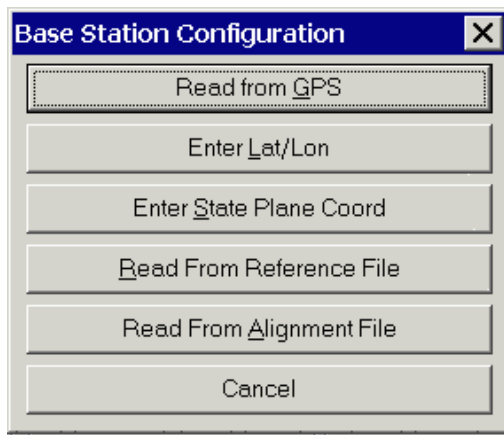 Base Station Configuration
Read from GPS
Enter Lat/Lon
Enter State Plane Coord
Read From Reference File
Read From Alignment File
Cancel